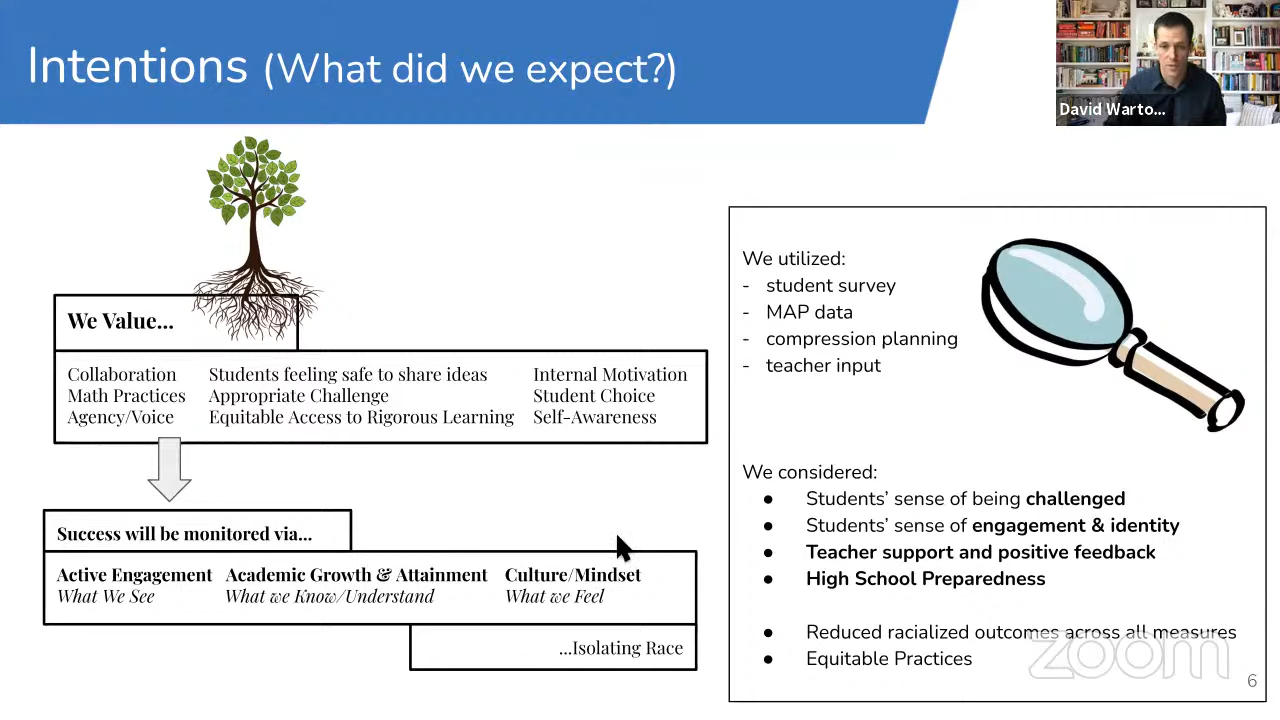 Intentions (What did we expect?)
David Warto...
We Value...
Collaboration Students feeling safe to share ideas Internal Motivation
Math Practices Appropriate Challenge Student Choice
Agency/Voice Equitable Access to Rigorous Learning Self-Awareness
Success will be monitored via...
Active Engagement Academic Growth & Attainment Culture/Mindset
What We See What we Know/Understand What we Feel
...Isolating Race
We utilized:
- student survey
- MAP data
- compression planning
- teacher input
We considered:
● Students’ sense of being challenged
● Students’ sense of engagement & identity
● Teacher support and positive feedback
● High School Preparedness
● Reduced racialized outcomes across all measures
● Equitable Practices
zoom
6